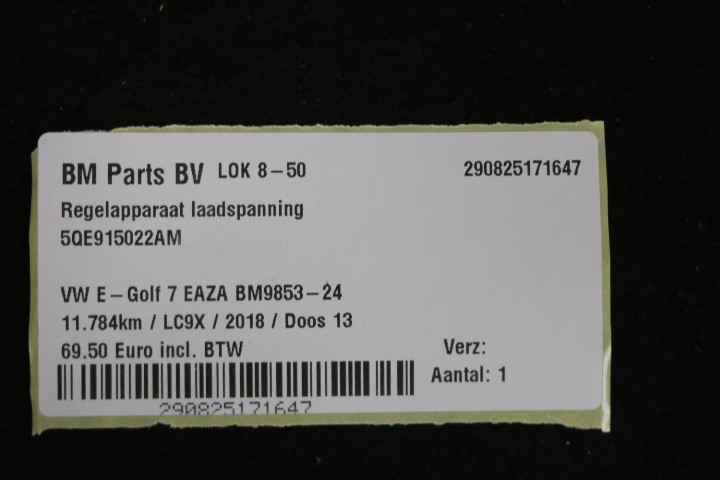 BM Parts BV LOK 8-50 290825171647
Regelapparaat laadspanning
5QE915022AM
VW E-Golf 7 EAZA BM9853-24
11.784km / LC9X / 2018 / Doos 13
69.50 Euro incl. BTW Verz:
Aantal: 1
290825171647